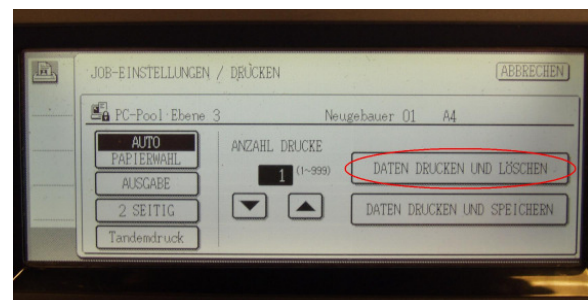 JOB-EINSTELLUNGEN / DRUCKEN
ABBRECHEN
PC-Pool Ebene 3 Neugebauer 01 A4
AUTO
PAPIERWAHL
ANZAHL DRUCKE
1 (1~999)
DATEN DRUCKEN UND LÖSCHEN
AUSGABE
2 SEITIG
DATEN DRUCKEN UND SPEICHERN
Tandemdruck